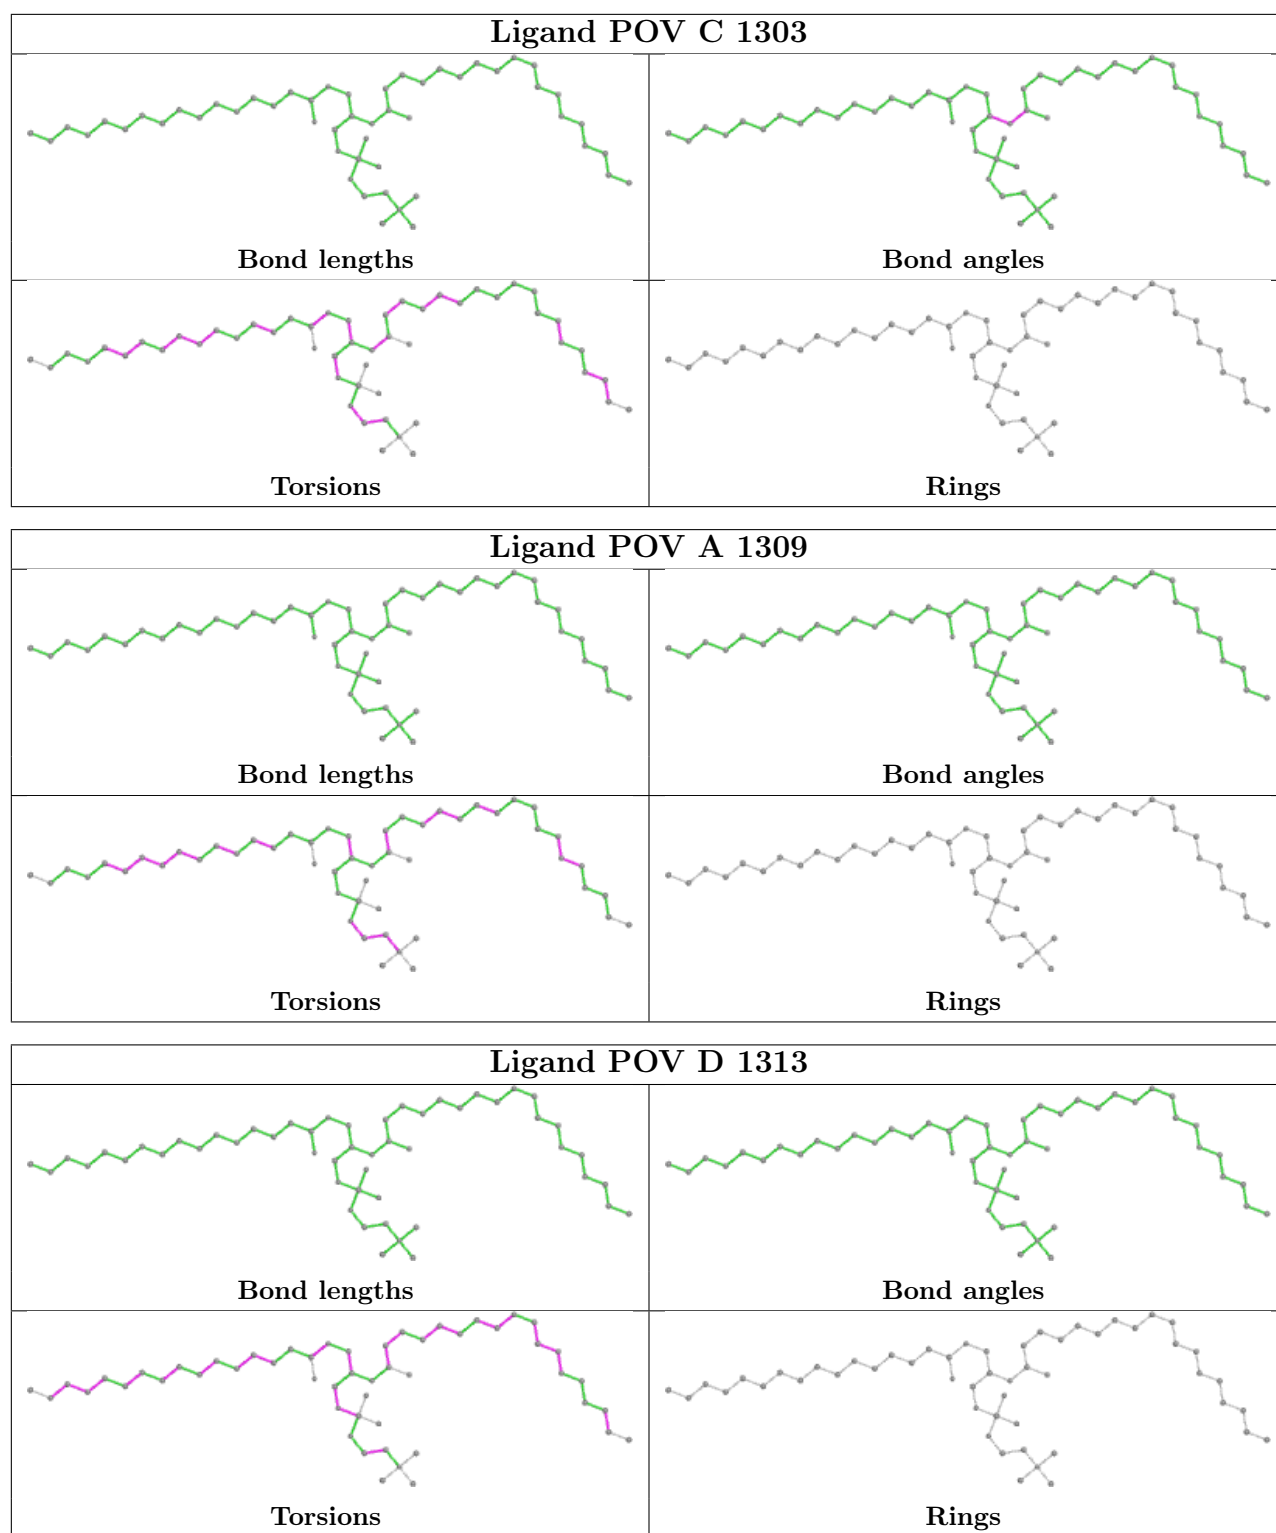 Ligand POV C 1303
Bond lengths
Bond angles
Torsions
Rings
Ligand POV A 1309
Bond lengths
Bond angles
Torsions
Rings
Ligand POV D 1313
Bond lengths
Bond angles
Torsions
Rings